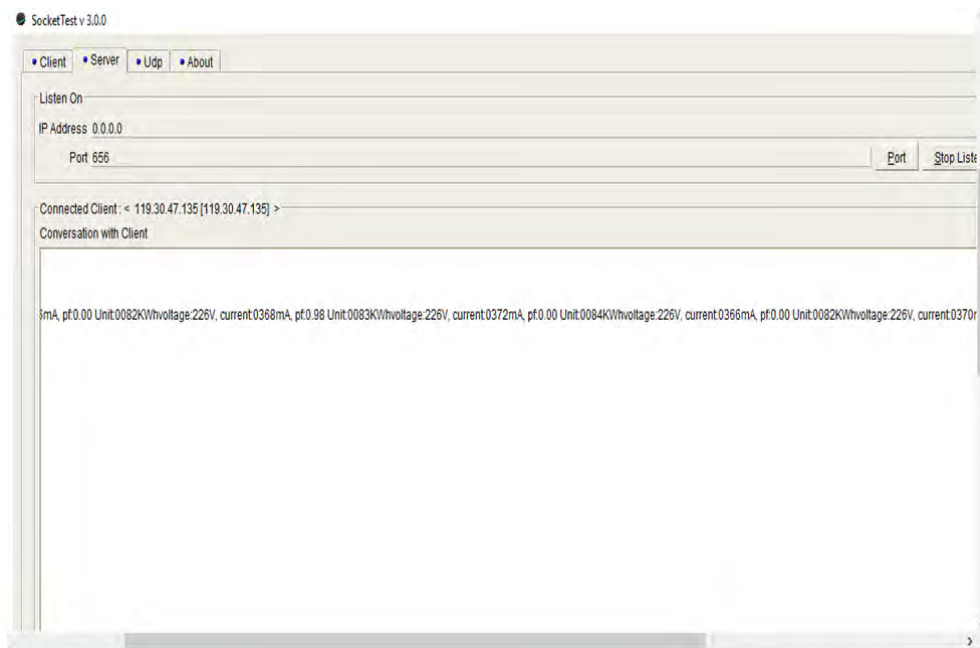 SocketTest v 3.0.0
Client Server Udp About
Listen On
IP Address 0.0.0.0
Port 656 Port Stop Liste
Connected Client : < 119.30.47.135 [119.30.47.135] >
Conversation with Client
mA, pf:0.00 Unit:0082KWhvoltage:226V, current:0368mA, pf:0.98 Unit:0083KWhvoltage:226V, current:0372mA, pf:0.00 Unit:0084KWhvoltage:226V, current:0366mA, pf:0.00 Unit:0082KWhvoltage:226V, current:0370